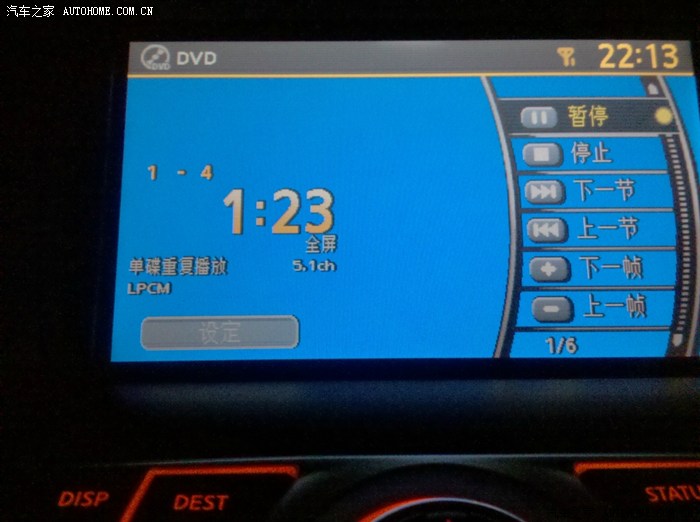 汽车之家 AUTOHOME.COM.CN
DVD
22:13
暂停
停止
1 - 4
下一节
1:23
上一节
全屏
单碟重复播放 5.1ch
下一帧
LPCM
上一帧
设定
1/6
DISP
DEST
STATU